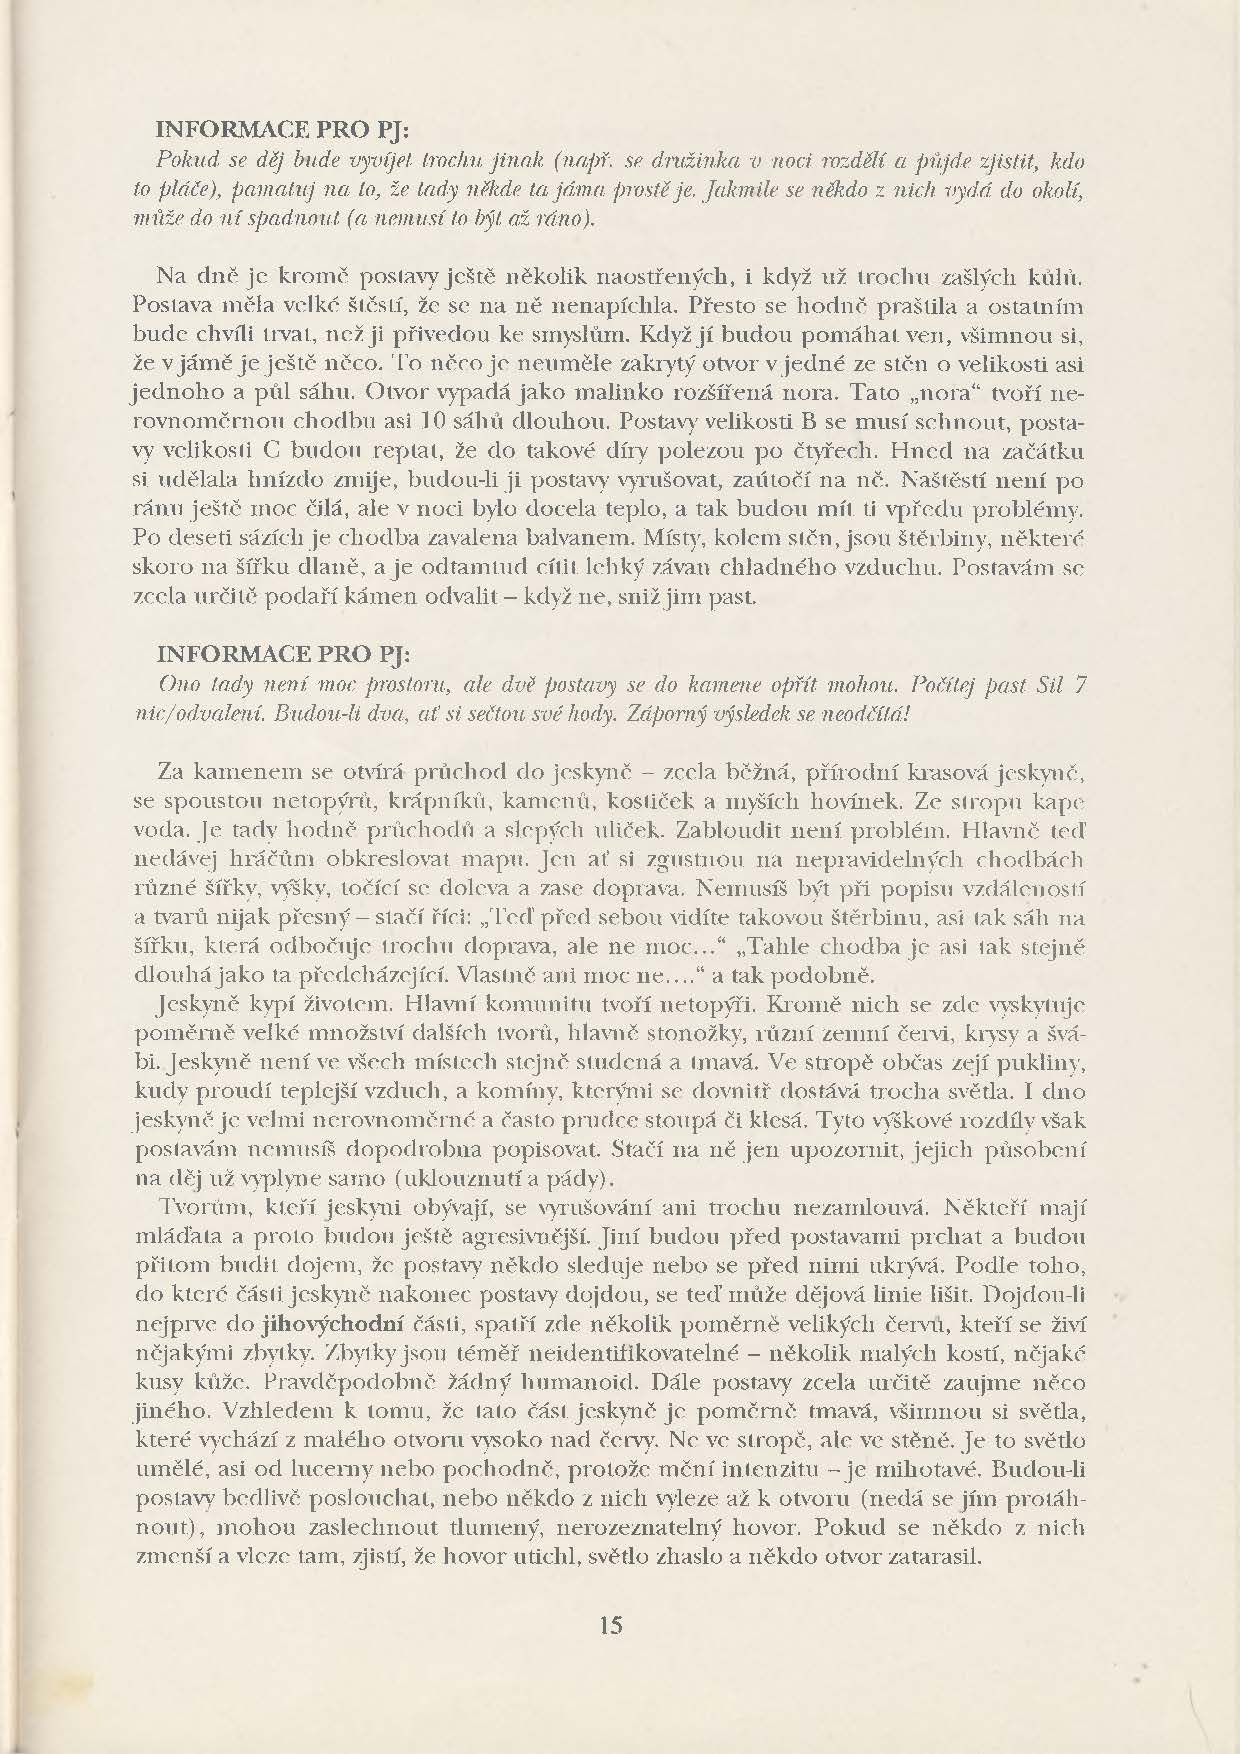 INFORMACE PRO PJ:
Pokud se děj bude vyvíjet trochu jinak (např. se družinka v noci rozdělí a půjde zjistit, kdo
to pláče), pamatuj na to, že tady někde ta jáma prostě je. Jakmile se někdo z nich vydá do okolí,
může do ní spadnout (a nemusí to být až ráno).
Na dně je kromě postavy ještě několik naostřených, i když už trochu zašlých kůlů.
Postava měla velké štěstí, že se na ně nenapíchla. Přesto se hodně praštila a ostatním
bude chvíli trvat, než ji přivedou ke smyslům. Když jí budou pomáhat ven, všimnou si,
že v jámě je ještě něco. To něco je neuměle zakrytý otvor v jedné ze stěn o velikosti asi
jednoho a půl sáhu. Otvor vypadá jako malinko rozšířená nora. Tato „nora“ tvoří ne-
rovnoměrnou chodbu asi 10 sáhů dlouhou. Postavy velikosti B se musí sehnout, posta-
vy velikosti C budou reptat, že do takové díry polezou po čtyřech. Hned na začátku
si udělala hnízdo zmije, budou-li ji postavy vyrušovat, zaútočí na ně. Naštěstí není po
ránu ještě moc čilá, ale v noci bylo docela teplo, a tak budou mít ti vpředu problémy.
Po deseti sázích je chodba zavalena balvanem. Místy, kolem stěn, jsou štěrbiny, některé
skoro na šířku dlaně, a je odtamtud cítit lehký závan chladného vzduchu. Postavám se
zcela určitě podaří kámen odvalit – když ne, sniž jim past.
INFORMACE PRO PJ:
Ono tady není moc prostoru, ale dvě postavy se do kamene opřít mohou. Počítej past Sil 7
nic/odvalení. Budou-li dva, ať si sečtou své hody. Záporný výsledek se neodčítá!
Za kamenem se otvírá průchod do jeskyně – zcela běžná, přírodní krasová jeskyně,
se spoustou netopýrů, krápníků, kamenů, kostiček a myších hovínek. Ze stropu kape
voda. Je tady hodně průchodů a slepých uliček. Zabloudit není problém. Hlavně teď
nedávej hráčům obkreslovat mapu. Jen ať si zgustnou na nepravidelných chodbách
různé šířky, výšky, točící se doleva a zase doprava. Nemusíš být při popisu vzdáleností
a tvarů nijak přesný – stačí říci: „Teď před sebou vidíte takovou štěrbinu, asi tak sáh na
šířku, která odbočuje trochu doprava, ale ne moc...“ „Tahle chodba je asi tak stejně
dlouhá jako ta předcházející. Vlastně ani moc ne....“ a tak podobně.
Jeskyně kypí životem. Hlavní komunitu tvoří netopýři. Kromě nich se zde vyskytuje
poměrně velké množství dalších tvorů, hlavně stonožky, různí zemní červi, krysy a švá-
bi. Jeskyně není ve všech místech stejně studená a tmavá. Ve stropě občas zejí pukliny,
kudy proudí teplejší vzduch, a komíny, kterými se dovnitř dostává trocha světla. I dno
jeskyně je velmi nerovnoměrné a často prudce stoupá či klesá. Tyto výškové rozdíly však
postavám nemusíš dopodrobna popisovat. Stačí na ně jen upozornit, jejich působení
na děj už vyplyne samo (uklouznutí a pády).
Tvorům, kteří jeskyni obývají, se vyrušování ani trochu nezamlouvá. Někteří mají
mláďata a proto budou ještě agresivnější. Jiní budou před postavami prchat a budou
přitom budit dojem, že postavy někdo sleduje nebo se před nimi ukrývá. Podle toho,
do které části jeskyně nakonec postavy dojdou, se teď může dějová linie lišit. Dojdou-li
nejprve do jihovýchodní části, spatří zde několik poměrně velikých červů, kteří se živí
nějakými zbytky. Zbytky jsou téměř neidentifikovatelné – několik malých kostí, nějaké
kusy kůže. Pravděpodobně žádný humanoid. Dále postavy zcela určitě zaujme něco
jiného. Vzhledem k tomu, že tato část jeskyně je poměrně tmavá, všimnou si světla,
které vychází z malého otvoru vysoko nad červy. Ne ve stropě, ale ve stěně. Je to světlo
umělé, asi od lucerny nebo pochodně, protože mění intenzitu – je mihotavé. Budou-li
postavy bedlivě poslouchat, nebo někdo z nich vyleze až k otvoru (nedá se jím protáh-
nout), mohou zaslechnout tlumený, nerozeznatelný hovor. Pokud se někdo z nich
zmenší a vleze tam, zjistí, že hovor utichl, světlo zhaslo a někdo otvor zatarasil.
15